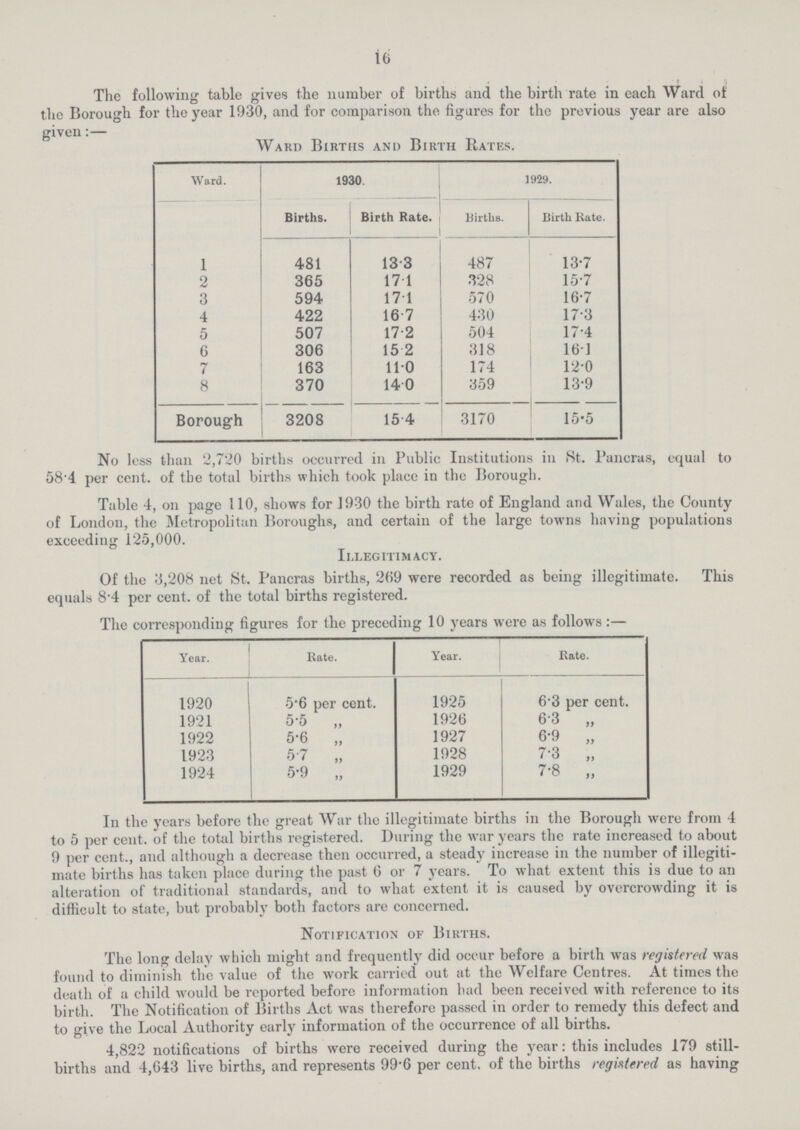 16
The following table gives the number of births and the birth rate in each Ward of
the Borough for the year 1930, and for comparison the figures for the previous year are also
given :—
Ward Births and Birth Rates.
Ward. 1930. 1929.
Births. Birth Rate. Births. Birth Rate.
1 481 13·3 487 13·7
2 365 17·1 328 15·7
3 594 17·1 570 16·7
4 422 16·7 430 17·3
5 507 17·2 504 17·4
6 306 15·2 318 16·1
7 163 11·0 174 12·0
8 370 14·0 359 13·9
Borough 3208 15·4 3170 15·5
No less than 2,720 births occurred in Public Institutions in St. Pancras, equal to
58·4 per cent. of the total births which took place in the Borough.
Table 4, on page 110, shows for 1930 the birth rate of England and Wales, the County
of London, the Metropolitan Boroughs, and certain of the large towns having populations
exceeding 125,000.
Illegitimacy.
Of the 3,208 net St. Pancras births, 269 were recorded as being illegitimate. This
equals 8·4 per cent. of the total births registered.
The corresponding figures for the preceding 10 years were as follows :—
Year. Rate. Year. Rate.
1920 5·6 per cent. 1925 6·3 per cent.
1921 5·5 „ 1926 6·3 „
1922 5·6 „ 1927 6·9 „
1923 5·7 „ 1928 7·3 „
1924 5·9 „ 1929 7·8 „
In the years before the great War the illegitimate births in the Borough were from 4
to 5 per cent. of the total births registered. During the war years the rate increased to about
9 per cent., and although a decrease then occurred, a steady increase in the number of illegiti-
mate births has taken place during the past 6 or 7 years. To what extent this is due to an
alteration of traditional standards, and to what extent it is caused by overcrowding it is
difficult to state, but probably both factors are concerned.
Notification of Births.
The long delay which might and frequently did occur before a birth was registered was
found to diminish the value of the work carried out at the Welfare Centres. At times the
death of a child would be reported before information had been received with reference to its
birth. The Notification of Births Act was therefore passed in order to remedy this defect and
to give the Local Authority early information of the occurrence of all births.
4,822 notifications of births were received during the year: this includes 179 still-
births and 4,643 live births, and represents 99·6 per cent. of the births registered as having